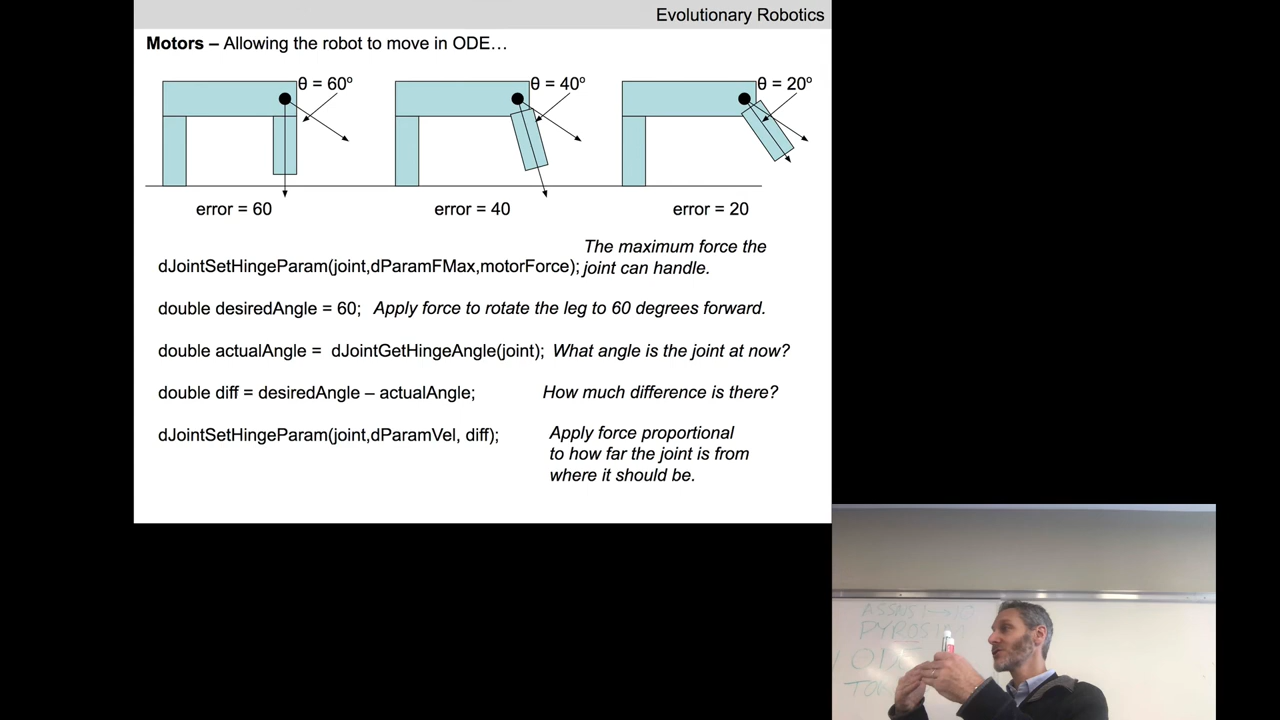 Evolutionary Robotics
Motors – Allowing the robot to move in ODE…
θ = 60º
θ = 40º
θ = 20º
error = 60
error = 40
error = 20
The maximum force the
dJointSetHingeParam(joint,dParamFMax,motorForce); joint can handle.
double desiredAngle = 60; Apply force to rotate the leg to 60 degrees forward.
double actualAngle = dJointGetHingeAngle(joint); What angle is the joint at now?
double diff = desiredAngle – actualAngle; How much difference is there?
dJointSetHingeParam(joint,dParamVel, diff); Apply force proportional
to how far the joint is from
where it should be.
ASSNS 1
PYROSIM
ODE